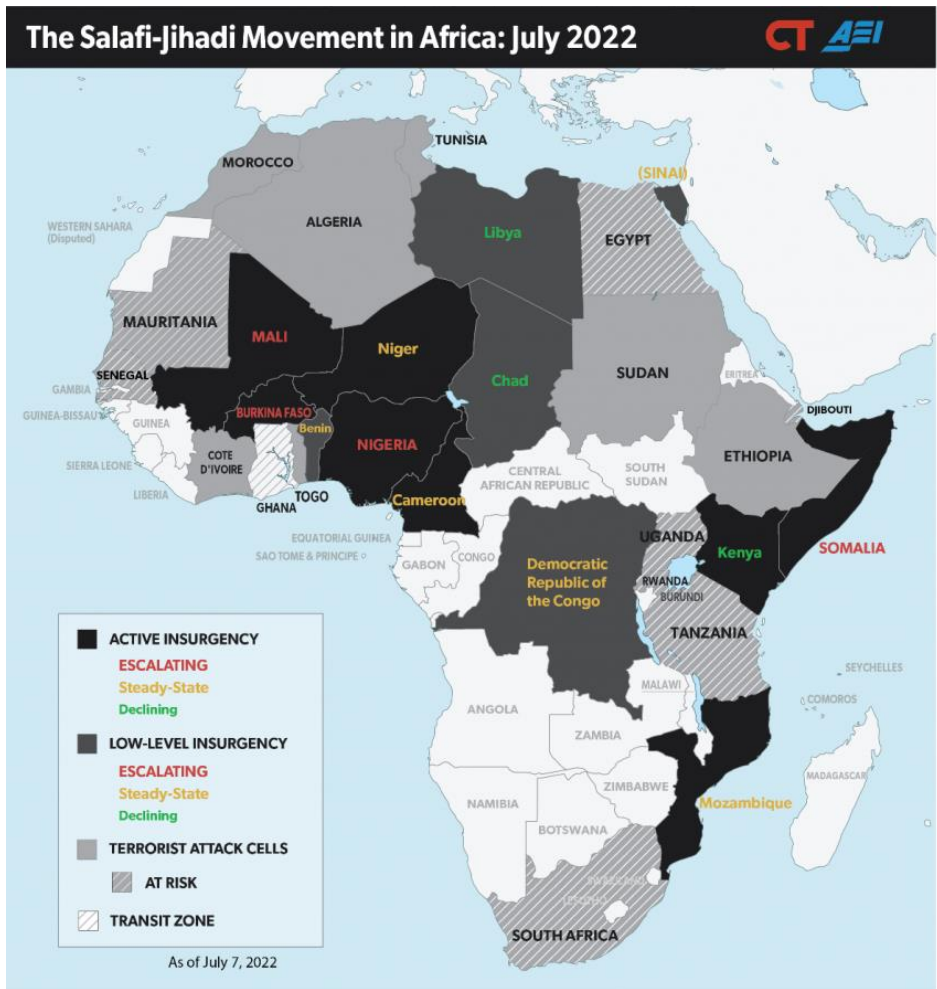 The Salafi-Jihadi Movement in Africa: July 2022
CT AEI
TUNISIA
MOROCCO
(SINAI)
ALGERIA
WESTERN SAHARA
(Disputed)
Libya
EGYPT
MAURITANIA
MALI
Niger
SENEGAL
Chad
SUDAN
ERITREA
GAMBIA
GUINEA-BISSAU
BURKINA FASO
DJIBOUTI
GUINEA
Benin
NIGERIA
COTE
D'IVOIRE
ETHIOPIA
SIERRA LEONE
CENTRAL
AFRICAN REPUBLIC
SOUTH
SUDAN
LIBERIA
TOGO
GHANA
Cameroon
EQUATORIAL GUINEA
UGANDA
SOMALIA
Kenya
SAO TOME & PRINCIPE
GABON
CONGO
Democratic
Republic of
the Congo
RWANDA
BURUNDI
TANZANIA
SEYCHELLES
MALAWI
COMOROS
ANGOLA
ZAMBIA
MADAGASCAR
ZIMBABWE
Mozambique
NAMIBIA
BOTSWANA
LESOTHO
SOUTH AFRICA
ACTIVE INSURGENCY
ESCALATING
Steady-State
Declining
LOW-LEVEL INSURGENCY
ESCALATING
Steady-State
Declining
TERRORIST ATTACK CELLS
AT RISK
TRANSIT ZONE
As of July 7, 2022